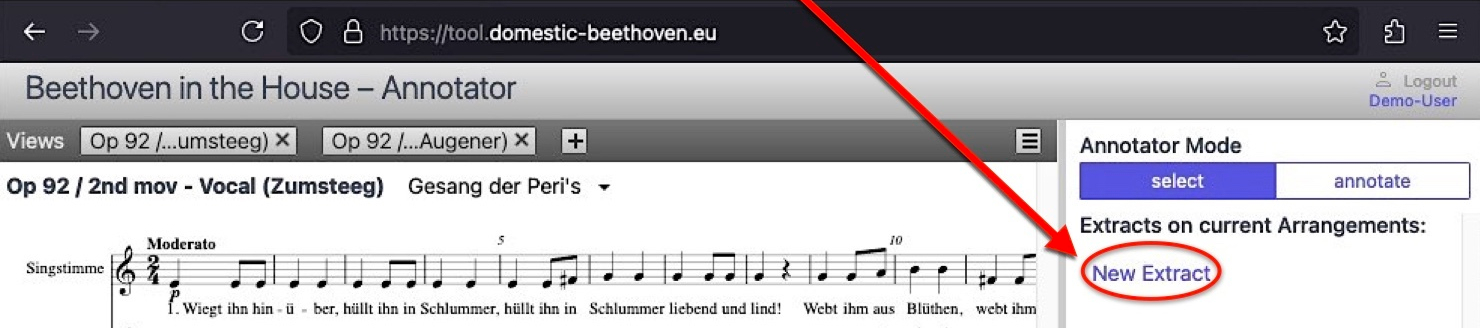 https://tool.domestic-beethoven.eu
Beethoven in the House – Annotator
Logout
Demo-User
Views Op 92 /...umsteeg) × Op 92 /...Augener) × +
Annotator Mode
select annotate
Op 92 / 2nd mov - Vocal (Zumsteeg) Gesang der Peri's
Extracts on current Arrangements:
New Extract
Moderato 5 10
Singstimme
2
4
p
1. Wiegt ihn hin - ü - ber, hüllt ihn in Schlummer, hüllt ihn in Schlummer liebend und lind! Webt ihm aus Blüthen, webt ihm